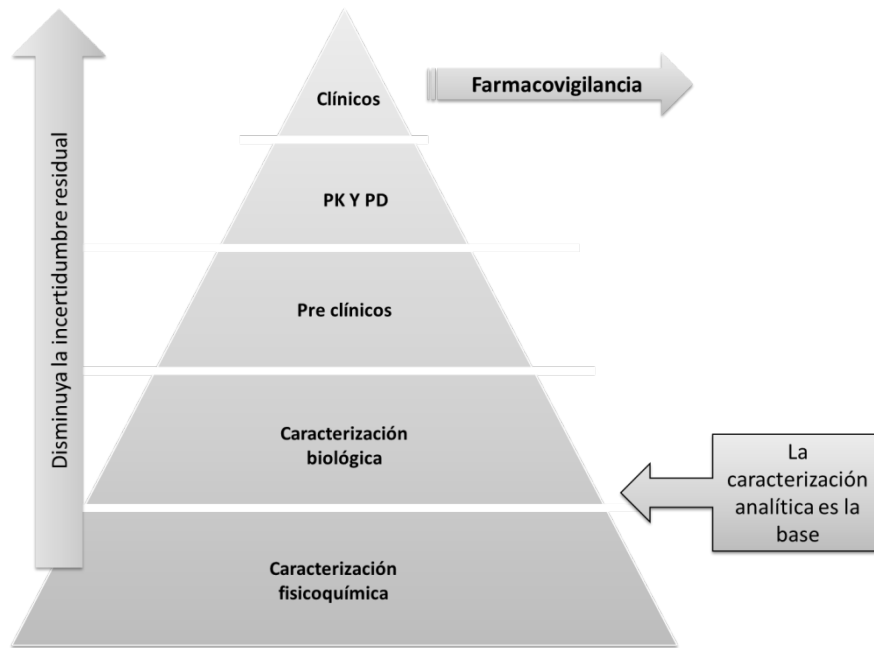 Clínicos
Farmacovigilancia
PK Y PD
Pre clínicos
Caracterización
biológica
Caracterización
fisicoquímica
Disminuya la incertidumbre residual
La
caracterización
analítica es la
base